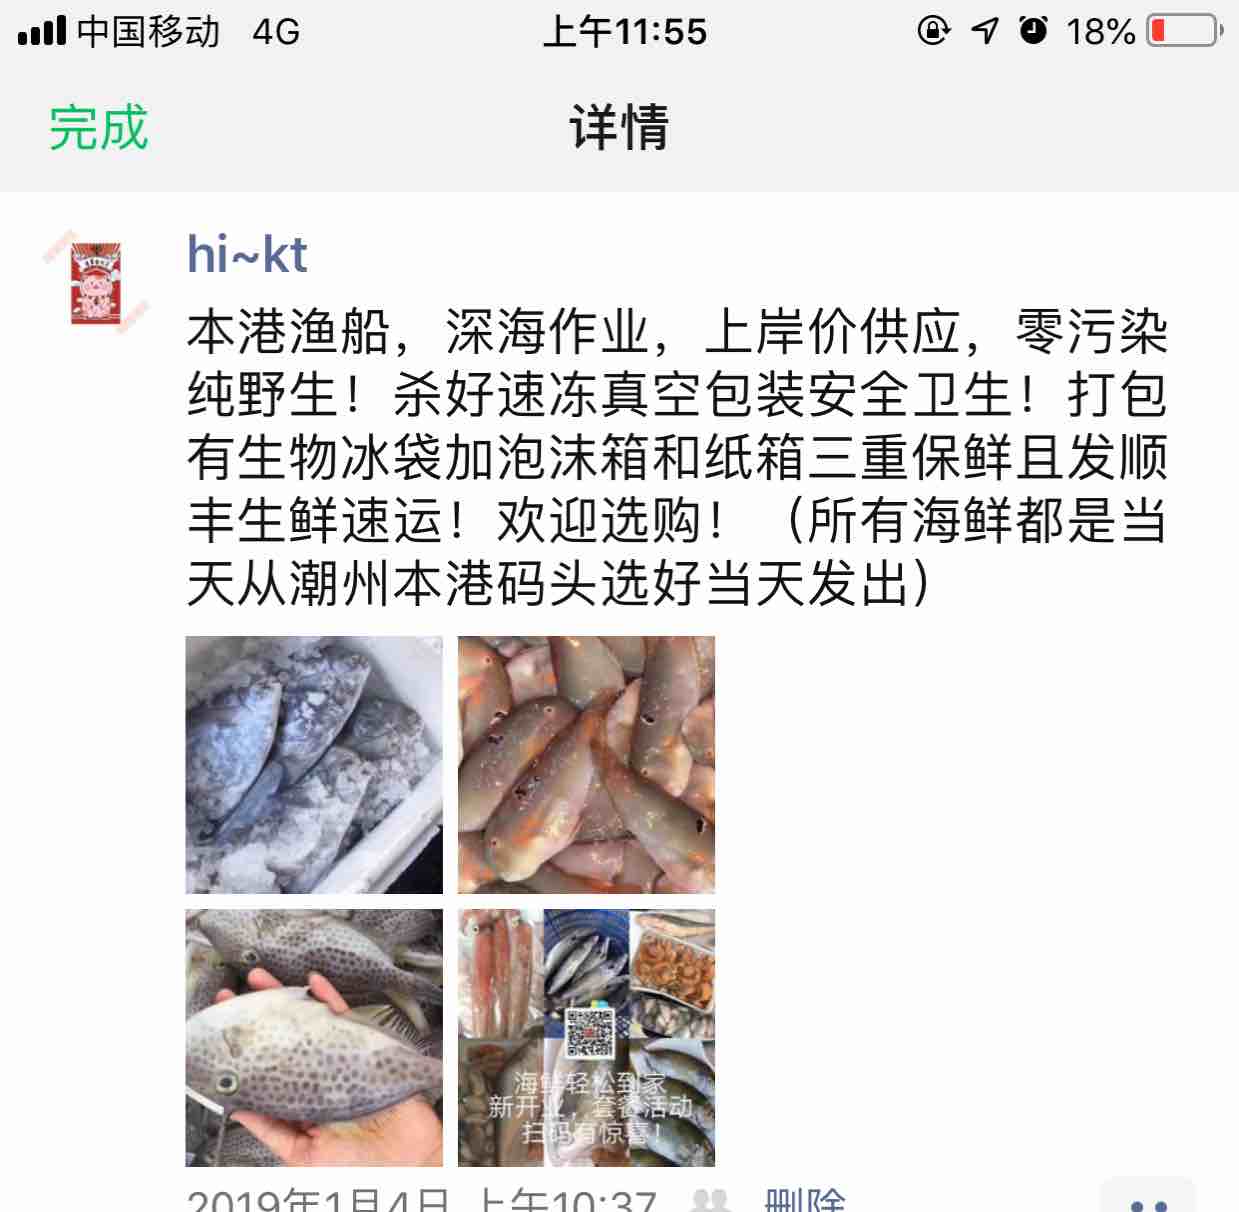 中国移动 4G 上午11:55 18%
完成 详情
hi~kt
本港渔船，深海作业，上岸价供应，零污染
纯野生！杀好速冻真空包装安全卫生！打包
有生物冰袋加泡沫箱和纸箱三重保鲜且发顺
丰生鲜速运！欢迎选购！（所有海鲜都是当
天从潮州本港码头选好当天发出）
海鲜轻松到家
新开业，套餐活动
扫码有惊喜！
2019年1月4日 上午10:37 删除